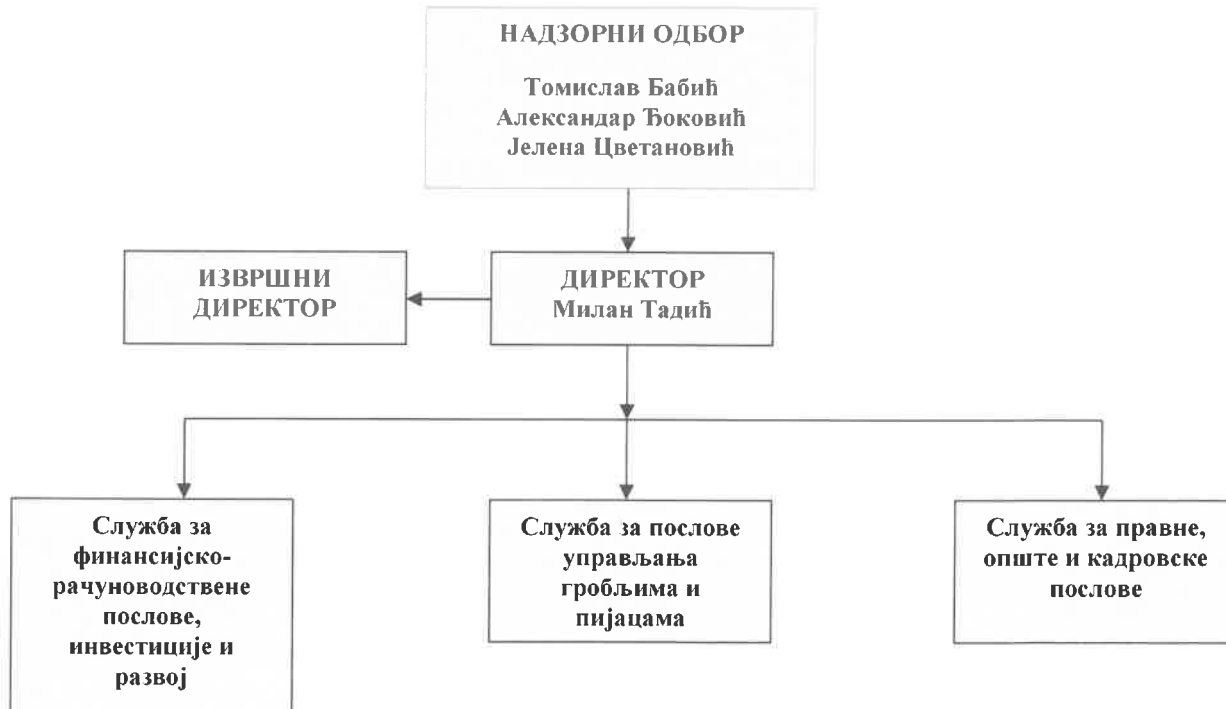 НАДЗОРНИ ОДБОР
Томислав Бабић
Александар Ђоковић
Јелена Цветановић
ИЗВРШНИ
ДИРЕКТОР
ДИРЕКТОР
Милан Тадић
Служба за
финансијско-
рачуноводствене
послове,
инвестиције и
развој
Служба за послове
управљања
гробљима и
пијацама
Служба за правне,
опште и кадровске
послове